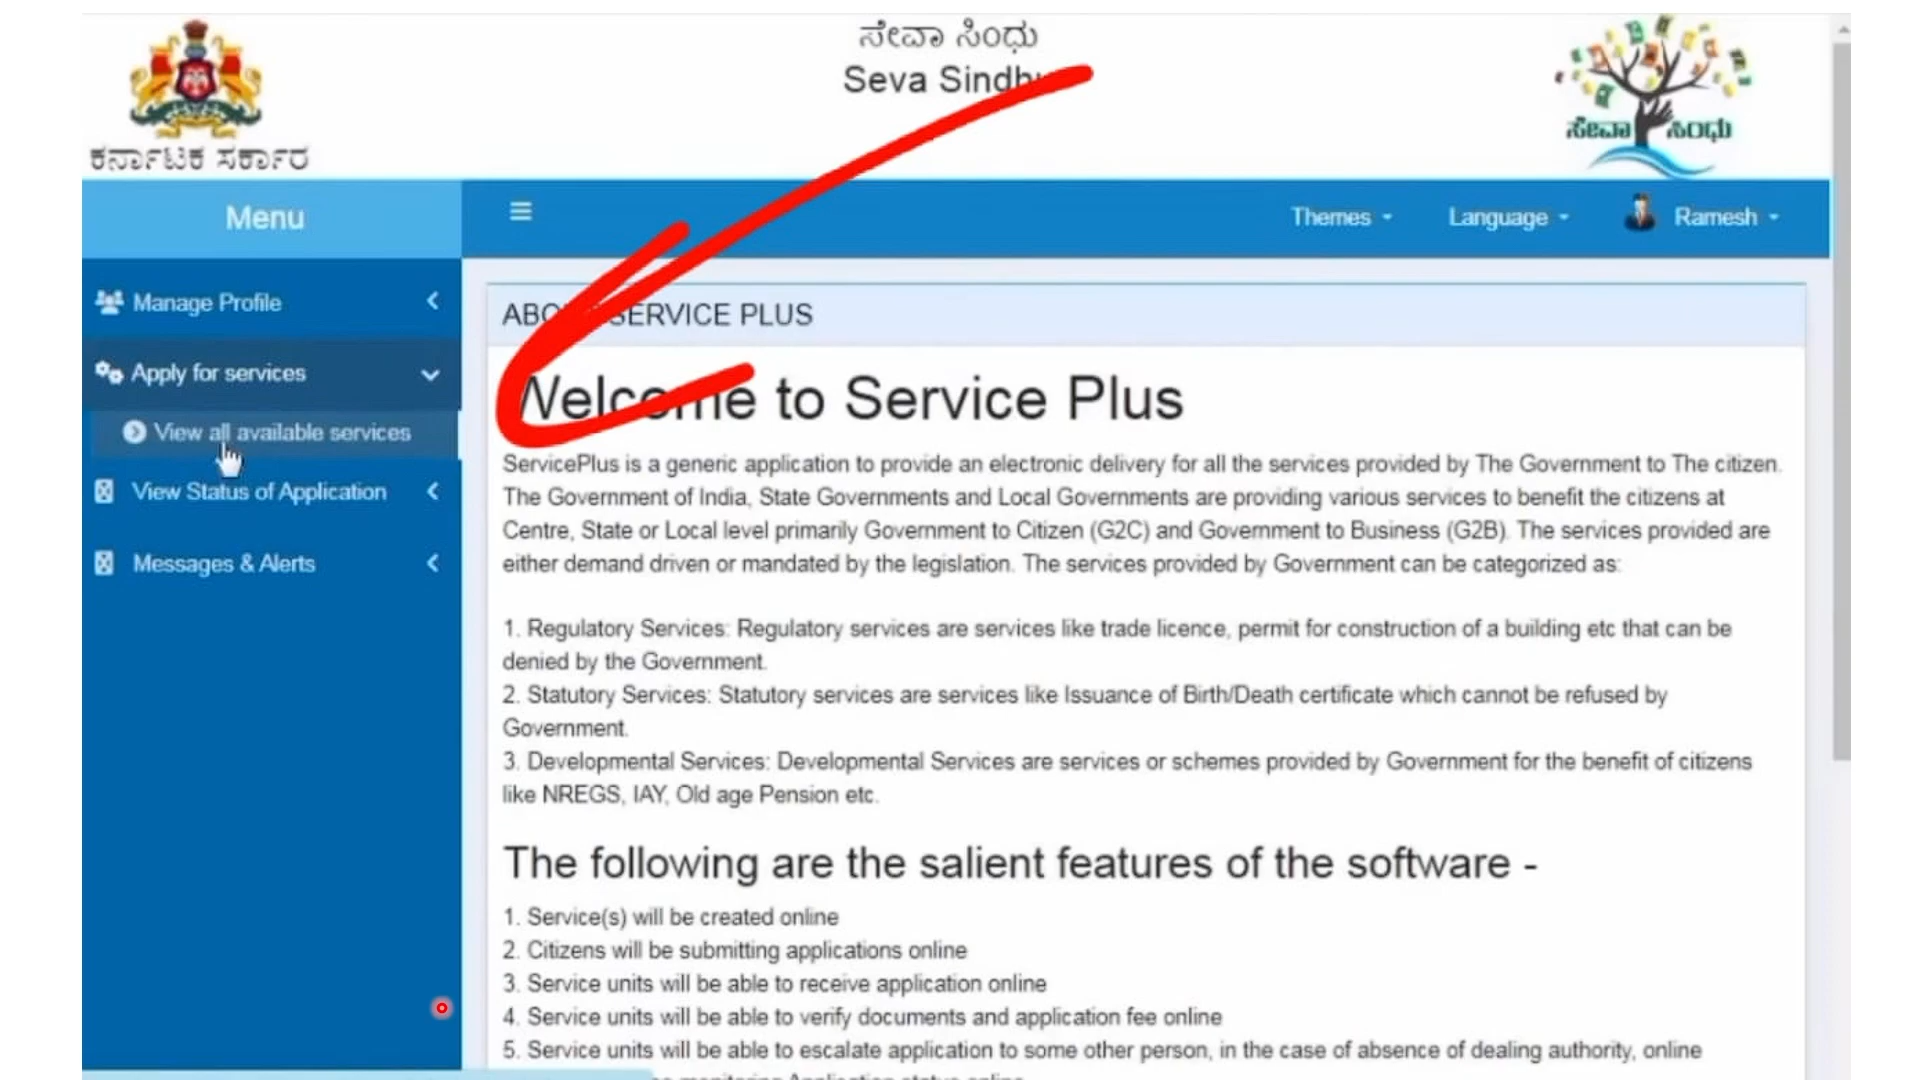 ಸೇವಾ ಸಿಂಧು
Seva Sindhu
ಕರ್ನಾಟಕ ಸರ್ಕಾರ
ಸೇವಾ ಸಿಂಧು
Menu
Themes
Language
Ramesh
Manage Profile
Apply for services
View all available services
View Status of Application
Messages & Alerts
ABOUT SERVICE PLUS
Welcome to Service Plus
ServicePlus is a generic application to provide an electronic delivery for all the services provided by The Government to The citizen.
The Government of India, State Governments and Local Governments are providing various services to benefit the citizens at
Centre, State or Local level primarily Government to Citizen (G2C) and Government to Business (G2B). The services provided are
either demand driven or mandated by the legislation. The services provided by Government can be categorized as:
1. Regulatory Services: Regulatory services are services like trade licence, permit for construction of a building etc that can be
denied by the Government.
2. Statutory Services: Statutory services are services like Issuance of Birth/Death certificate which cannot be refused by
Government.
3. Developmental Services: Developmental Services are services or schemes provided by Government for the benefit of citizens
like NREGS, IAY, Old age Pension etc.
The following are the salient features of the software -
1. Service(s) will be created online
2. Citizens will be submitting applications online
3. Service units will be able to receive application online
4. Service units will be able to verify documents and application fee online
5. Service units will be able to escalate application to some other person, in the case of absence of dealing authority, online
monitoring Application status online